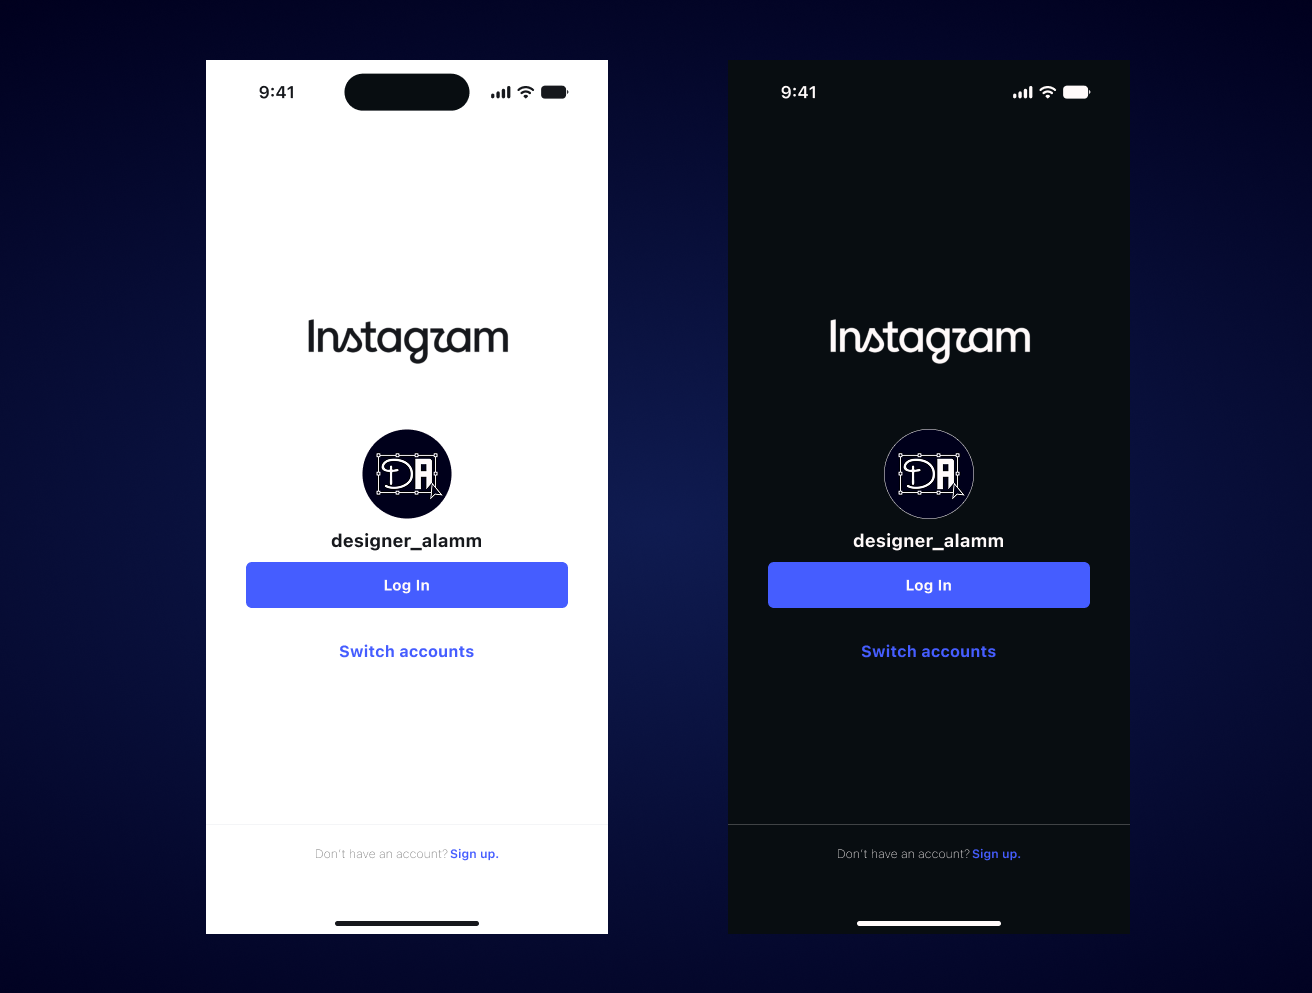 9:41
Instagram
DA
designer_alamm
Log In
Switch accounts
Don't have an account? Sign up.
9:41
Instagram
DA
designer_alamm
Log In
Switch accounts
Don't have an account? Sign up.